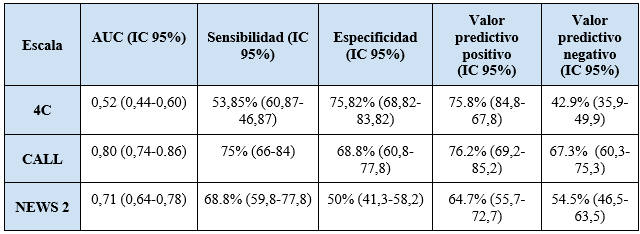 Escala AUC (IC 95%) Sensibilidad (IC 95%) Especificidad (IC 95%) Valor predictivo positivo (IC 95%) Valor predictivo negativo (IC 95%)
4C 0,52 (0,44-0,60) 53,85% (60,87-46,87) 75,82% (68,82-83,82) 75.8% (84,8-67,8) 42.9% (35,9-49,9)
CALL 0,80 (0,74-0.86) 75% (66-84) 68.8% (60,8-77,8) 76.2% (69,2-85,2) 67.3% (60,3-75,3)
NEWS 2 0,71 (0,64-0,78) 68.8% (59,8-77,8) 50% (41,3-58,2) 64.7% (55,7-72,7) 54.5% (46,5-63,5)